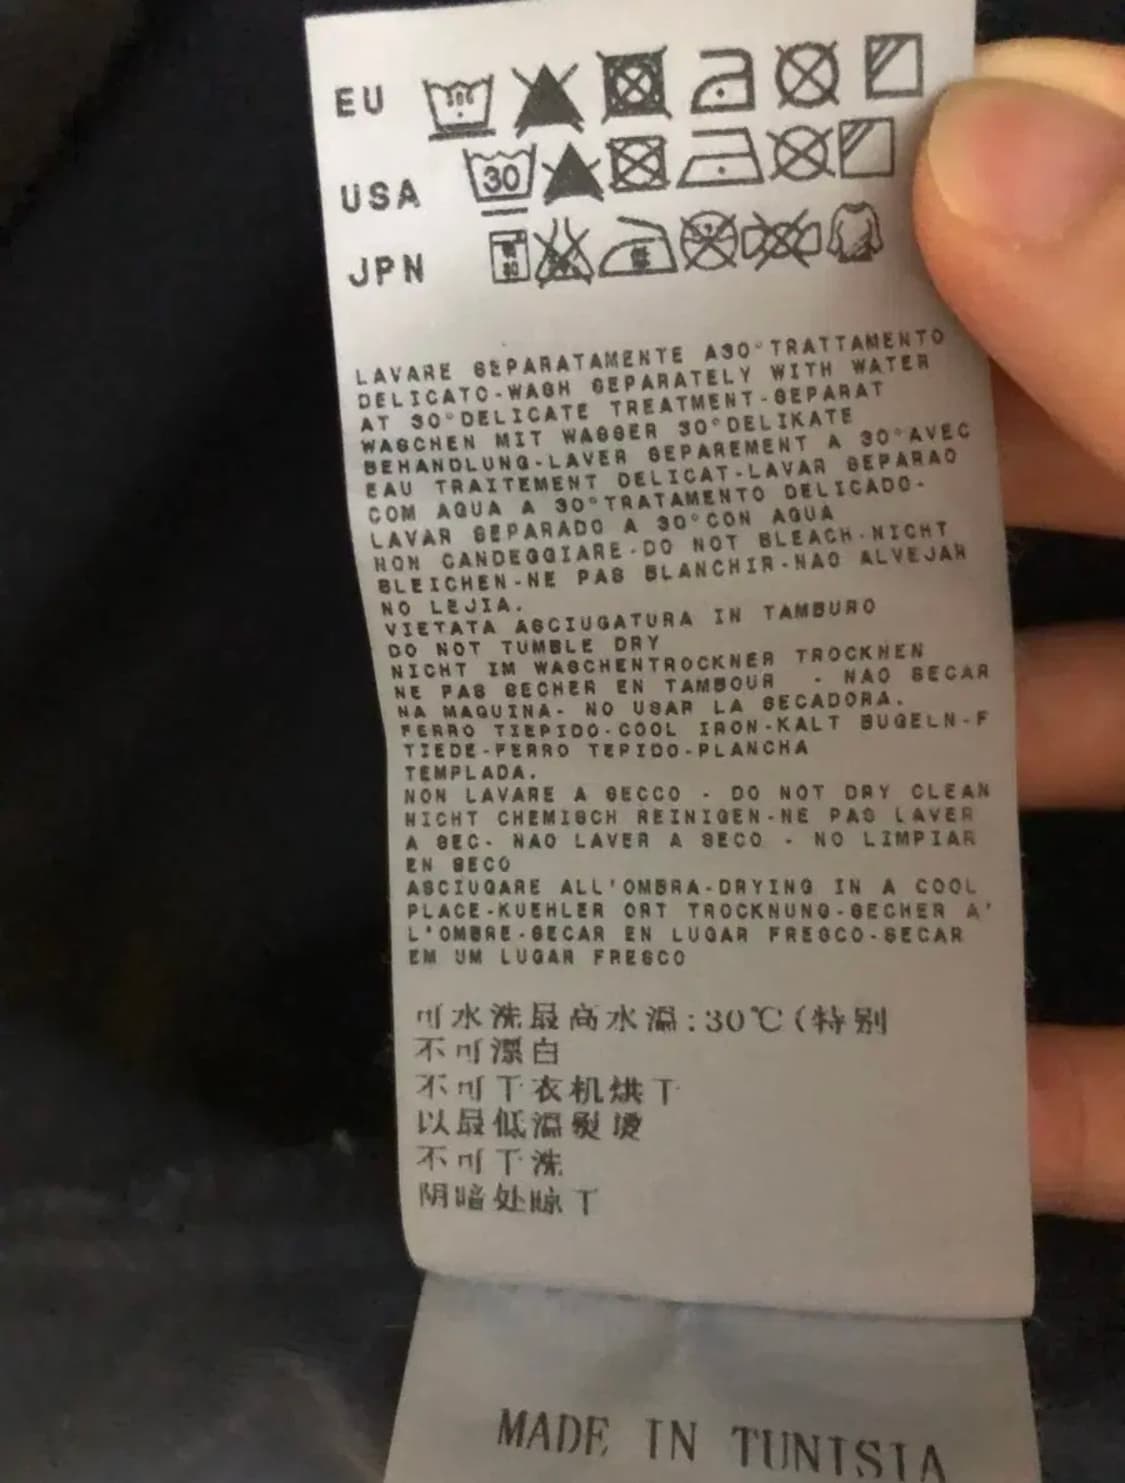 EU
USA 30
JPN
LAVARE SEPARATAMENTE A30° TRATTAMENTO
DELICATO-WASH SEPARATELY WITH WATER
AT 30° DELICATE TREATMENT-SEPARAT
WASCHEN MIT WASSER 30° DELIKATE
BEHANDLUNG-LAVER SEPAREMENT A 30° AVEC
EAU TRAITEMENT DELICAT-LAVAR SEPARAO
COM AQUA A 30° TRATAMENTO DELICADO-
LAVAR SEPARADO A 30° CON AQUA
NON CANDEGGIARE-DO NOT BLEACH-NICHT
BLEICHEN-NE PAS BLANCHIR-NAO ALVEJAR
NO LEJIA.
VIETATA ASCIUGATURA IN TAMBURO
DO NOT TUMBLE DRY
NICHT IM WASCHENTROCKNER TROCKNEN
NE PAS SECHER EN TAMBOUR - NAO SECAR
NA MAQUINA- NO USAR LA SECADORA.
FERRO TIEPIDO-COOL IRON-KALT BUGELN-F
TIEDE-FERRO TEPIDO-PLANCHA
TEMPLADA.
NON LAVARE A SECCO - DO NOT DRY CLEAN
NICHT CHEMISCH REINIGEN-NE PAS LAVER
A SEC- NAO LAVER A SECO - NO LIMPIAR
EN SECO
ASCIUGARE ALL'OMBRA-DRYING IN A COOL
PLACE-KUEHLER ORT TROCKNUNG-SECHER A'
L'OMBRE-SECAR EN LUGAR FRESCO-SECAR
EM UM LUGAR FRESCO
可水洗最高水温:30℃(特别
不可漂白
不可干衣机烘干
以最低温熨烫
不可干洗
阴暗处晾干
MADE IN TUNISIA